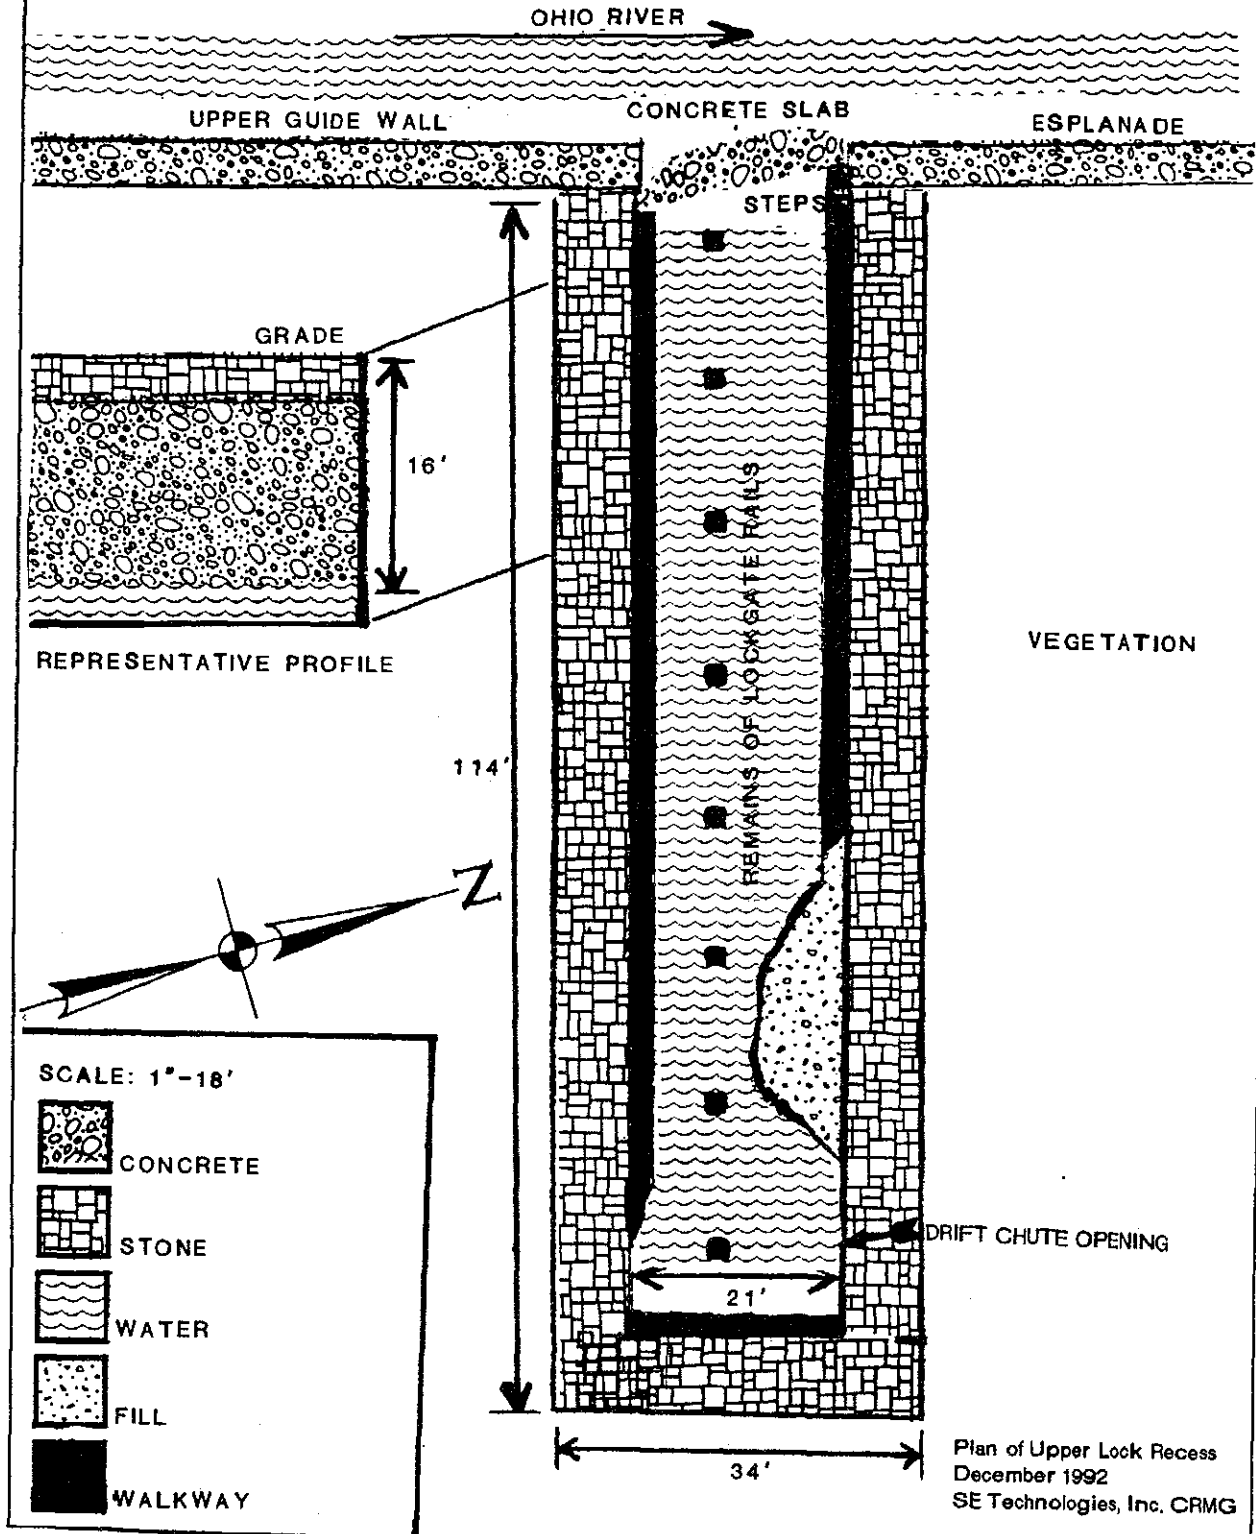 OHIO RIVER
UPPER GUIDE WALL
CONCRETE SLAB
ESPLANADE
STEPS
GRADE
16'
REPRESENTATIVE PROFILE
REMAINS OF LOCKGATE RAILS
VEGETATION
114'
N
SCALE: 1"-18'
CONCRETE
STONE
WATER
FILL
WALKWAY
DRIFT CHUTE OPENING
21'
34'
Plan of Upper Lock Recess
December 1992
SE Technologies, Inc. CRMG